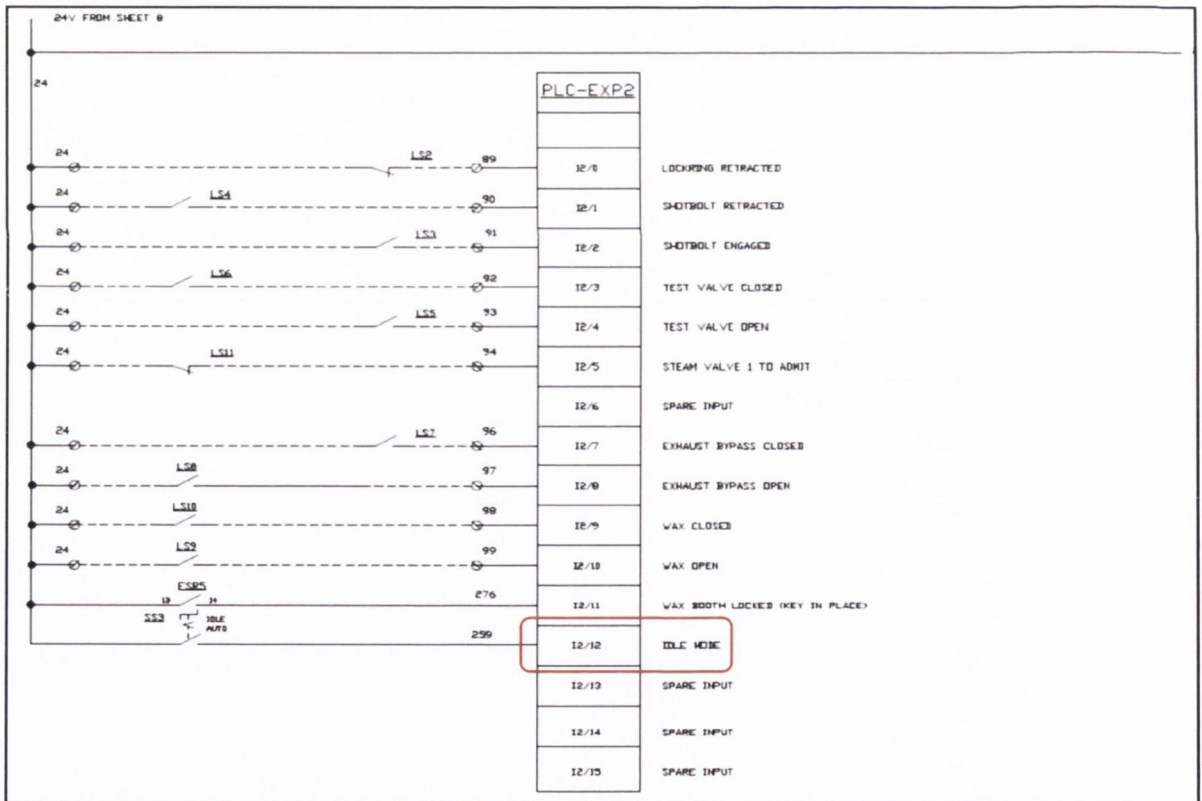 24V FROM SHEET 8
24
PLC-EXP2
24 LS2 89 I2/0 LOCKRING RETRACTED
24 LS4 90 I2/1 SHOTBOLT RETRACTED
24 LS3 91 I2/2 SHOTBOLT ENGAGED
24 LS6 92 I2/3 TEST VALVE CLOSED
24 LS5 93 I2/4 TEST VALVE OPEN
24 LS11 94 I2/5 STEAM VALVE 1 TO ADMIT
I2/6 SPARE INPUT
24 LS7 96 I2/7 EXHAUST BYPASS CLOSED
24 LS8 97 I2/8 EXHAUST BYPASS OPEN
24 LS10 98 I2/9 WAX CLOSED
24 LS9 99 I2/10 WAX OPEN
ESR5
13 14 276 I2/11 WAX BOOTH LOCKED (KEY IN PLACE)
SS3 IDLE
AUTO
259 I2/12 IDLE MODE
I2/13 SPARE INPUT
I2/14 SPARE INPUT
I2/15 SPARE INPUT